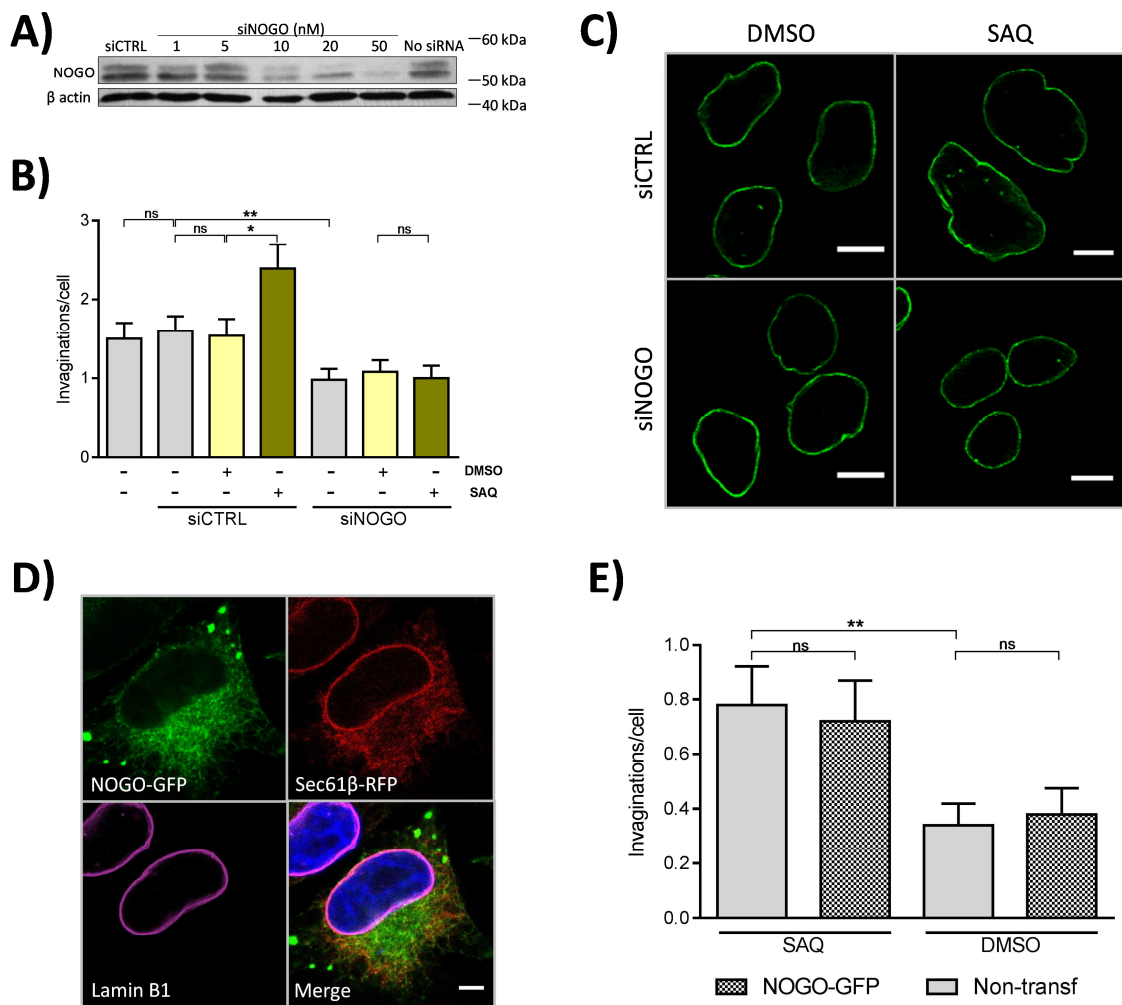 A)
siNOGO (nM)
siCTRL 1 5 10 20 50 No siRNA
60 kDa
NOGO
50 kDa
β actin
40 kDa
B)
ns
**
ns
*
ns
Invaginations/cell
3
2
1
0
- - + - - + - DMSO
- - - + - - + SAQ
siCTRL siNOGO
C)
DMSO SAQ
siCTRL
siNOGO
D)
NOGO-GFP
Sec61β-RFP
Lamin B1
Merge
E)
**
ns
ns
Invaginations/cell
1.0
0.8
0.6
0.4
0.2
0.0
SAQ DMSO
NOGO-GFP Non-transf